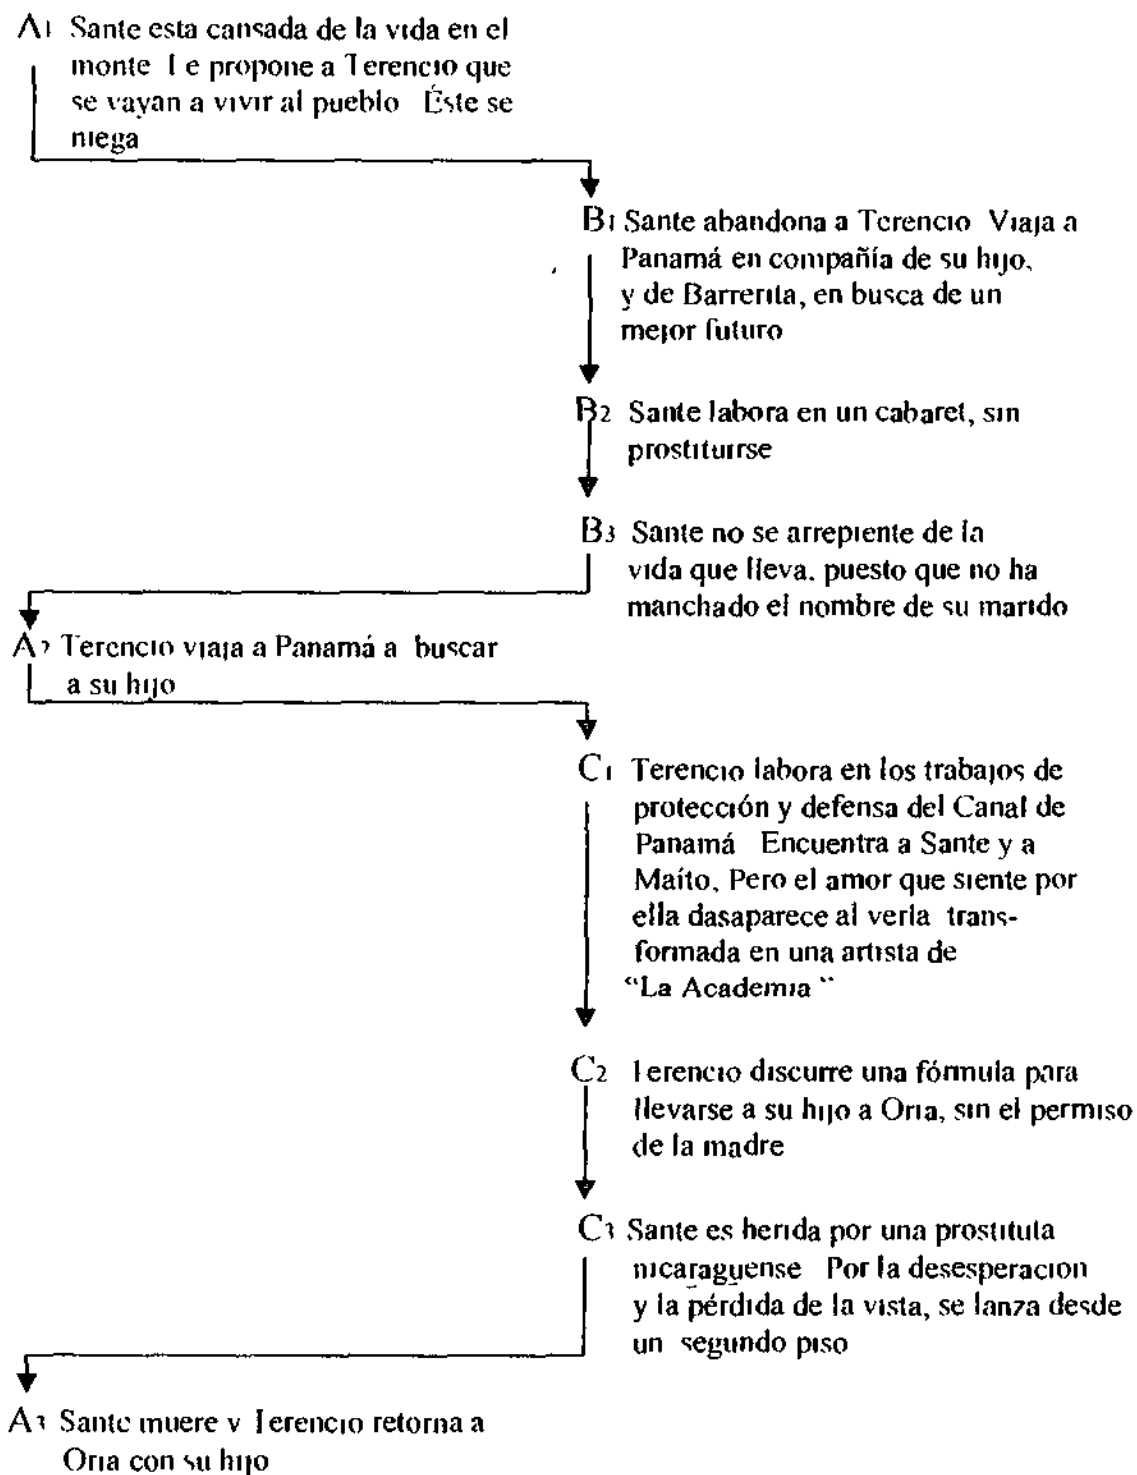 A1 Sante esta cansada de la vida en el
monte Le propone a Terencio que
se vayan a vivir al pueblo Éste se
niega
B1 Sante abandona a Terencio Viaja a
Panamá en compañía de su hijo,
y de Barrerita, en busca de un
mejor futuro
B2 Sante labora en un cabaret, sin
prostituirse
B3 Sante no se arrepiente de la
vida que lleva, puesto que no ha
manchado el nombre de su marido
A2 Terencio viaja a Panamá a buscar
a su hijo
C1 Terencio labora en los trabajos de
protección y defensa del Canal de
Panamá Encuentra a Sante y a
Maíto, Pero el amor que siente por
ella dasaparece al verla trans-
formada en una artista de
“La Academia”
C2 Terencio discurre una fórmula para
llevarse a su hijo a Oria, sin el permiso
de la madre
C3 Sante es herida por una prostituta
nicaraguense Por la desesperacion
y la pérdida de la vista, se lanza desde
un segundo piso
A3 Sante muere y Terencio retorna a
Oria con su hijo